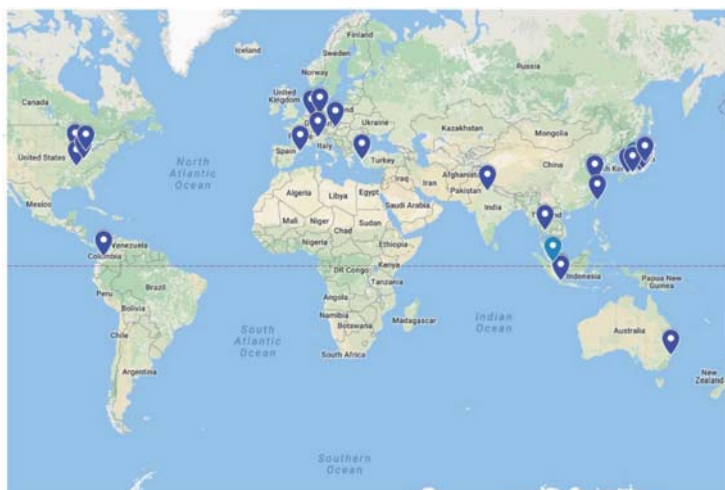 Iceland
Finland
Sweden
Norway
Russia
Canada
United
Kingdom
Ukraine
Kazakhstan
Mongolia
United States
Spain
Italy
Turkey
North
Atlantic
Ocean
Afghanistan
Pakistan
Iraq
Iran
China
Algeria
Libya
Egypt
Saudi Arabia
India
Mexico
Mali
Niger
Chad
Sudan
Nigeria
Ethiopia
Venezuela
Colombia
DR Congo
Kenya
Tanzania
Indonesia
Papua New
Guinea
Brazil
Peru
Bolivia
Angola
Namibia
Botswana
Madagascar
Indian
Ocean
Australia
Chile
South
Atlantic
Ocean
South Africa
Argentina
New
Zealand
Southern
Ocean